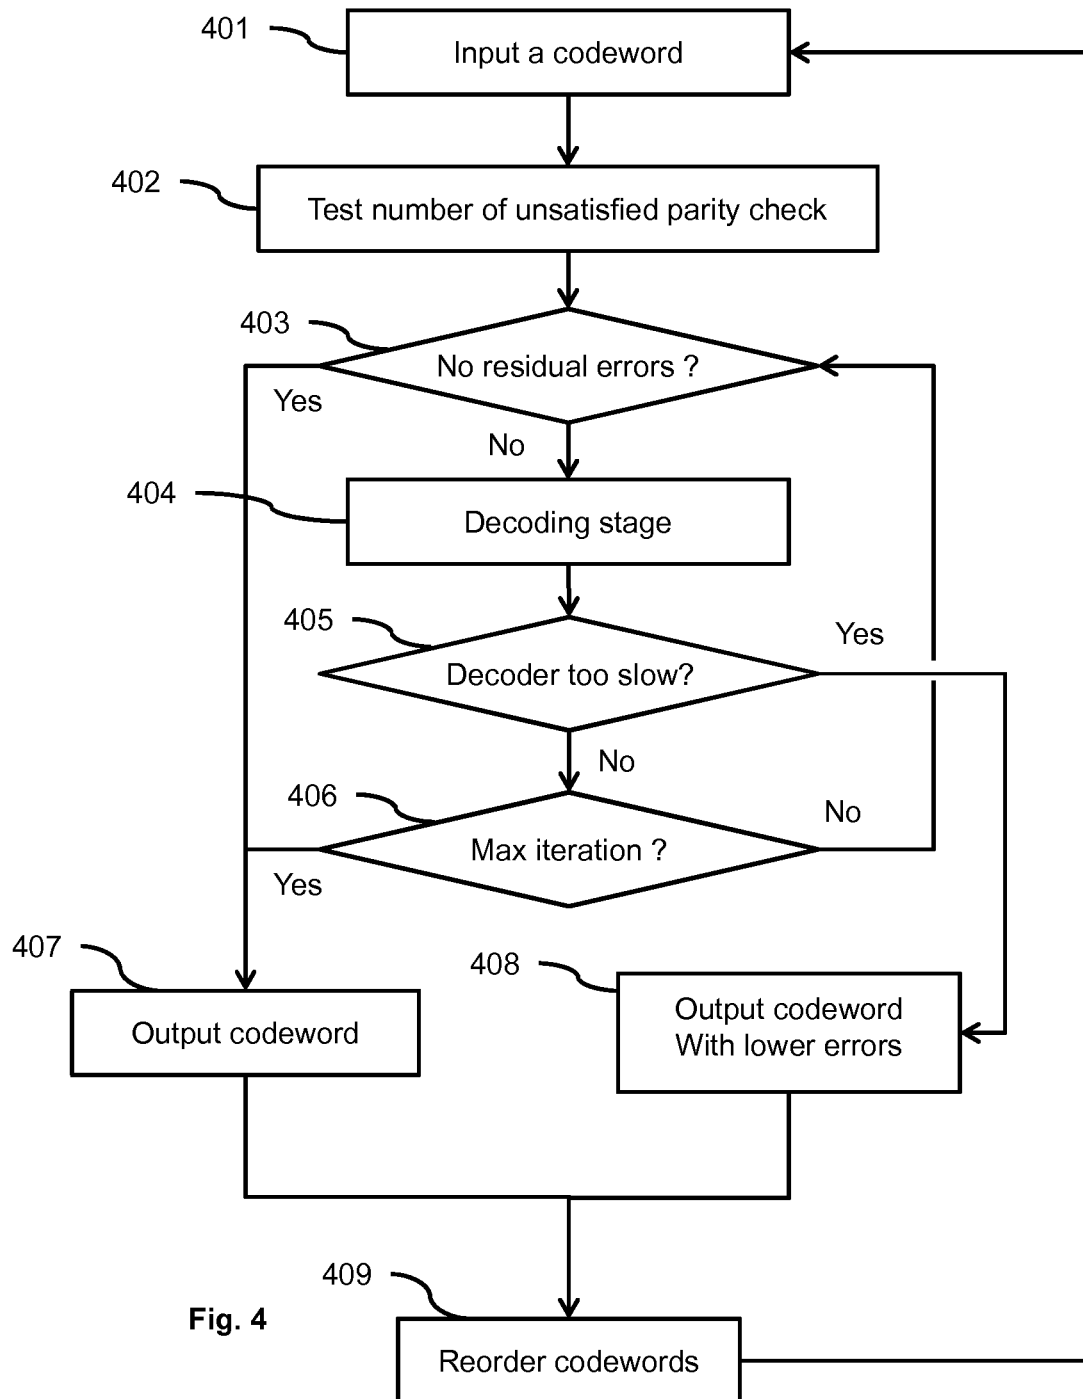 401
Input a codeword
402
Test number of unsatisfied parity check
403
No residual errors ?
Yes
No
404
Decoding stage
405
Yes
Decoder too slow?
No
406
No
Max iteration ?
Yes
407
408
Output codeword
With lower errors
Output codeword
409
Fig. 4
Reorder codewords